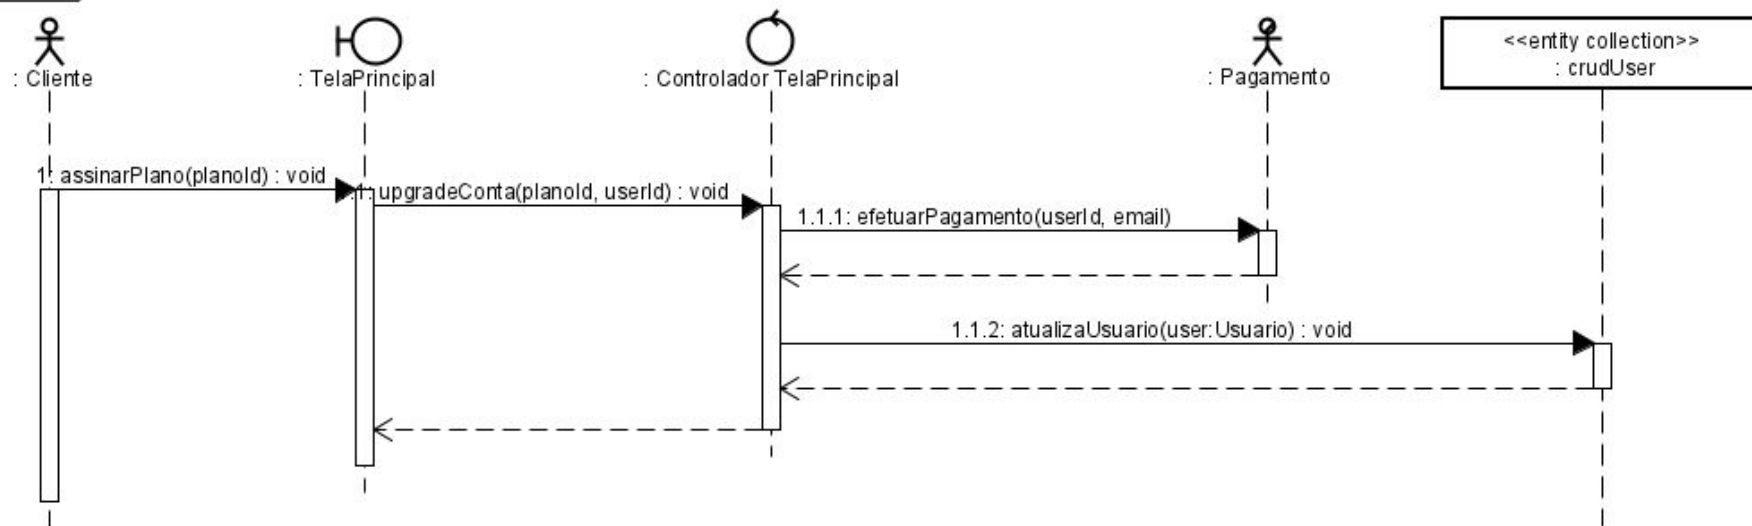 <<entity collection>>
: crudUser
: Cliente
: TelaPrincipal
: Controlador TelaPrincipal
: Pagamento
1: assinarPlano(planoId) : void
1: upgradeConta(planoId, userId) : void
1.1.1: efetuarPagamento(userId, email)
1.1.2: atualizaUsuario(user:Usuario) : void